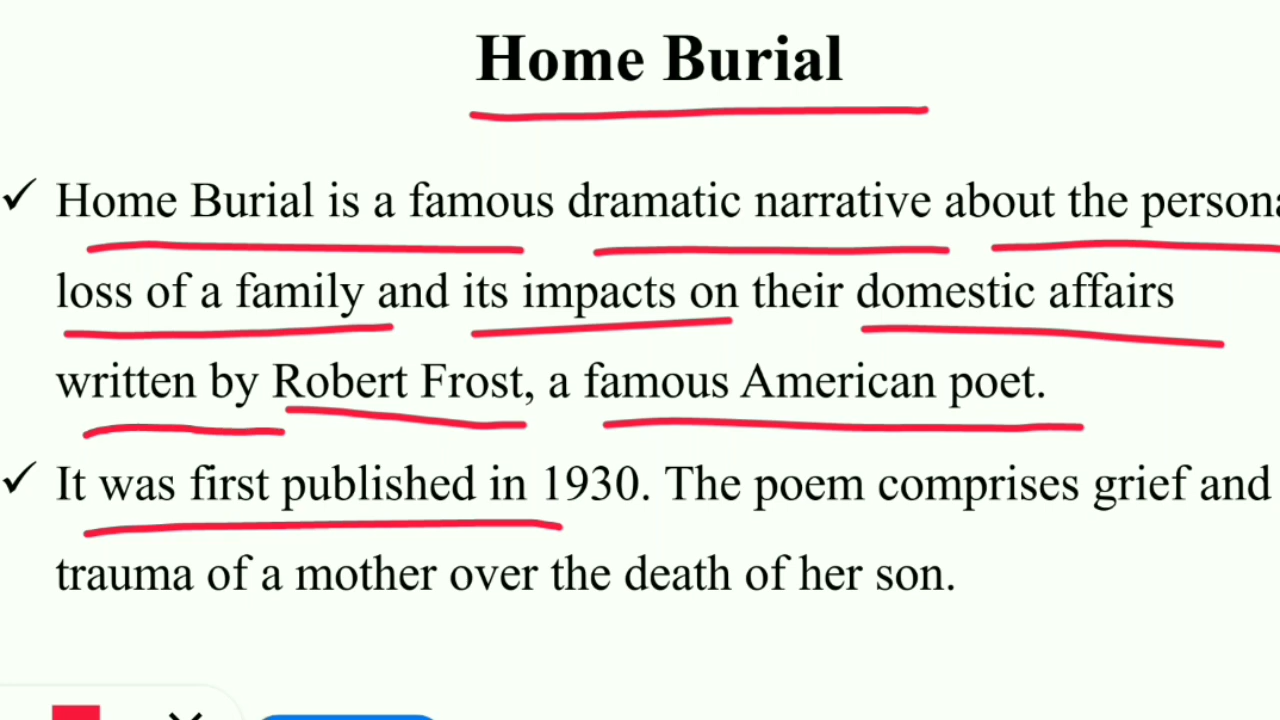 Home Burial
✓ Home Burial is a famous dramatic narrative about the persona
loss of a family and its impacts on their domestic affairs
written by Robert Frost, a famous American poet.
✓ It was first published in 1930. The poem comprises grief and
trauma of a mother over the death of her son.